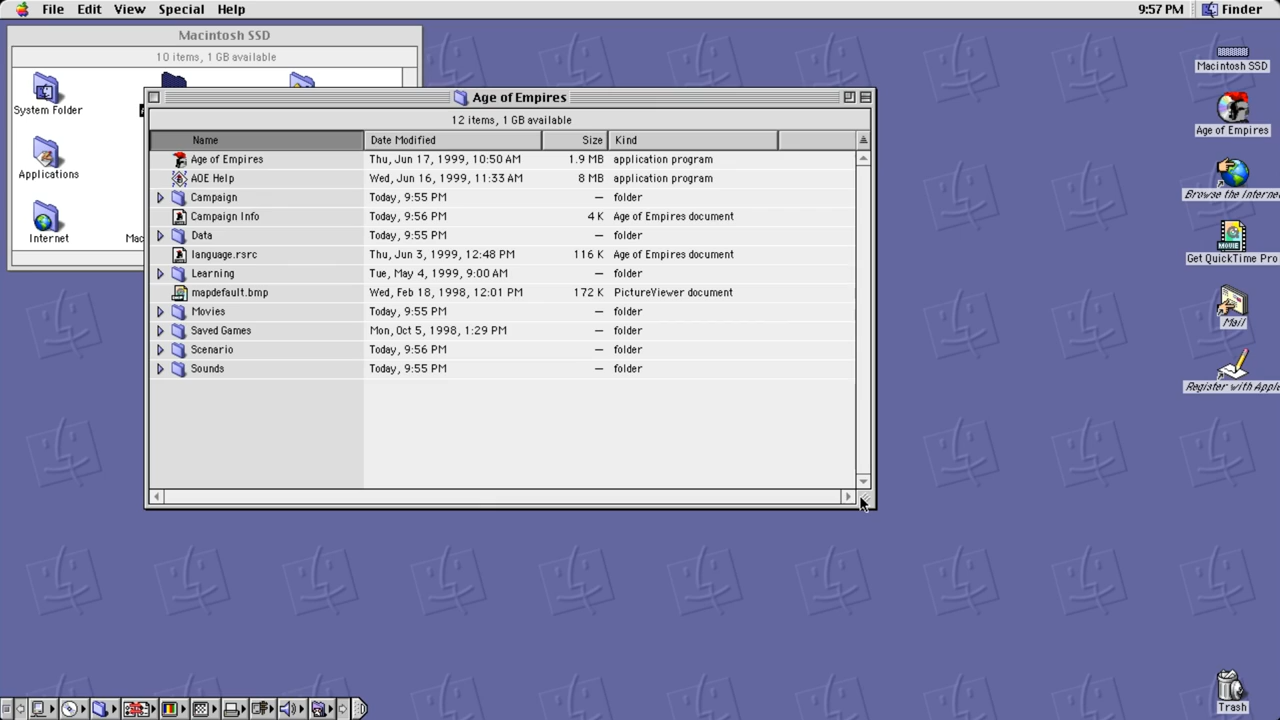 File Edit View Special Help 9:57 PM Finder
Macintosh SSD
10 items, 1 GB available
System Folder
Applications
Internet
Mac
Age of Empires
12 items, 1 GB available
Name Date Modified Size Kind
Age of Empires Thu, Jun 17, 1999, 10:50 AM 1.9 MB application program
AOE Help Wed, Jun 16, 1999, 11:33 AM 8 MB application program
Campaign Today, 9:55 PM — folder
Campaign Info Today, 9:56 PM 4 K Age of Empires document
Data Today, 9:55 PM — folder
language.rsrc Thu, Jun 3, 1999, 12:48 PM 116 K Age of Empires document
Learning Tue, May 4, 1999, 9:00 AM — folder
mapdefault.bmp Wed, Feb 18, 1998, 12:01 PM 172 K PictureViewer document
Movies Today, 9:55 PM — folder
Saved Games Mon, Oct 5, 1998, 1:29 PM — folder
Scenario Today, 9:56 PM — folder
Sounds Today, 9:55 PM — folder
Macintosh SSD
Age of Empires
Browse the Interne
MOVIE
Get QuickTime Pro
Mail
Register with Apple
Trash